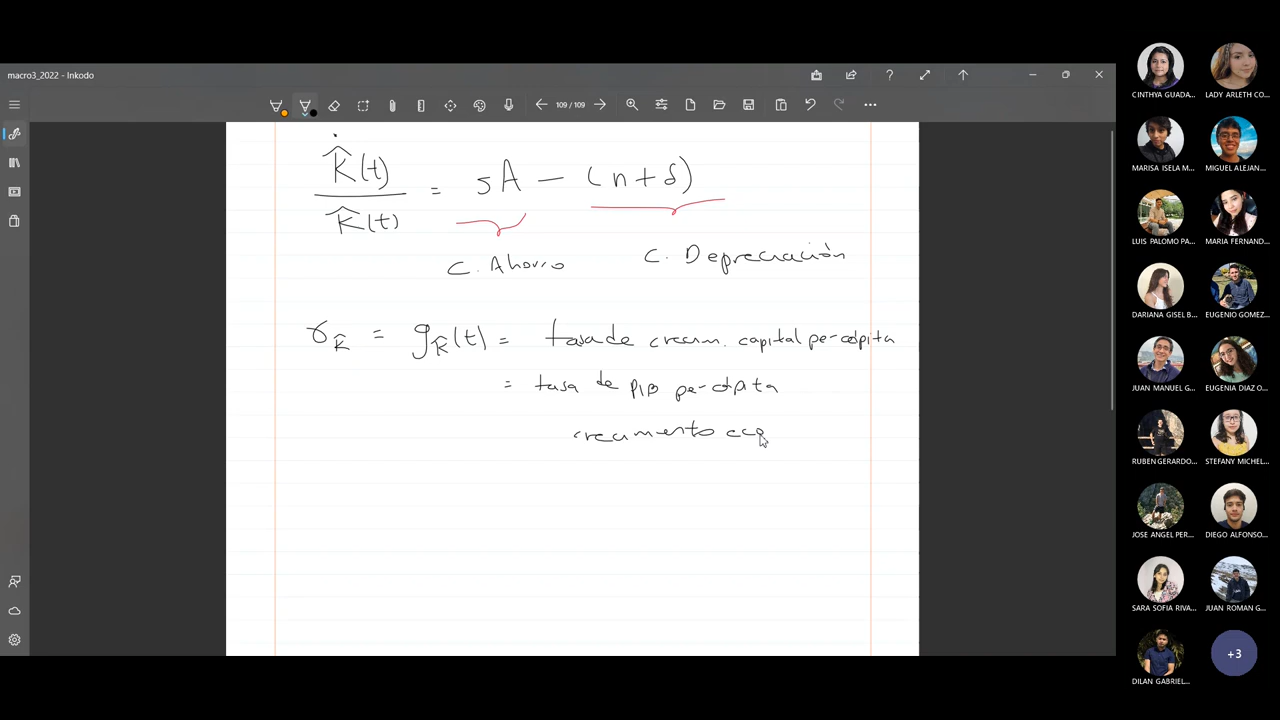 macro3_2022 - Inkodo
109 / 109
K̂̇(t) / K̂(t) = sA - (n+δ)
C. Ahorro
C. Depreciación
γK̂ = gK̂(t) = tasa de crecim. capital per-cápita
= tasa de PIB per-cápita
crecimiento eco
CINTHYA GUADA...
LADY ARLETH CO...
MARISA ISELA M...
MIGUEL ALEJAN...
LUIS PALOMO PA...
MARIA FERNAND...
DARIANA GISEL B...
EUGENIO GOMEZ...
JUAN MANUEL G...
EUGENIA DIAZ O...
RUBEN GERARDO...
STEFANY MICHEL...
JOSE ANGEL PER...
DIEGO ALFONSO...
SARA SOFIA RIVA...
JUAN ROMAN G...
DILAN GABRIEL...
+3